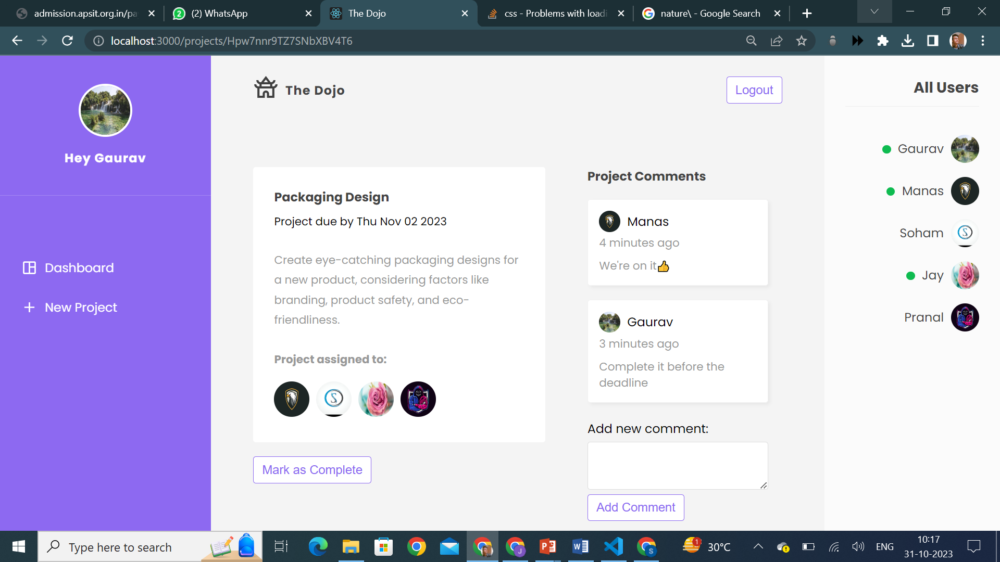 admission.apsit.org.in/pa
(2) WhatsApp
The Dojo
css - Problems with loadi
nature\ - Google Search
localhost:3000/projects/Hpw7nnr9TZ7SNbXBV4T6
Hey Gaurav
Dashboard
New Project
The Dojo
Logout
Packaging Design
Project due by Thu Nov 02 2023
Create eye-catching packaging designs for
a new product, considering factors like
branding, product safety, and eco-
friendliness.
Project assigned to:
Mark as Complete
Project Comments
Manas
4 minutes ago
We're on it👍
Gaurav
3 minutes ago
Complete it before the
deadline
Add new comment:
Add Comment
All Users
Gaurav
Manas
Soham
Jay
Pranal
Type here to search
1
30°C
ENG
10:17
31-10-2023